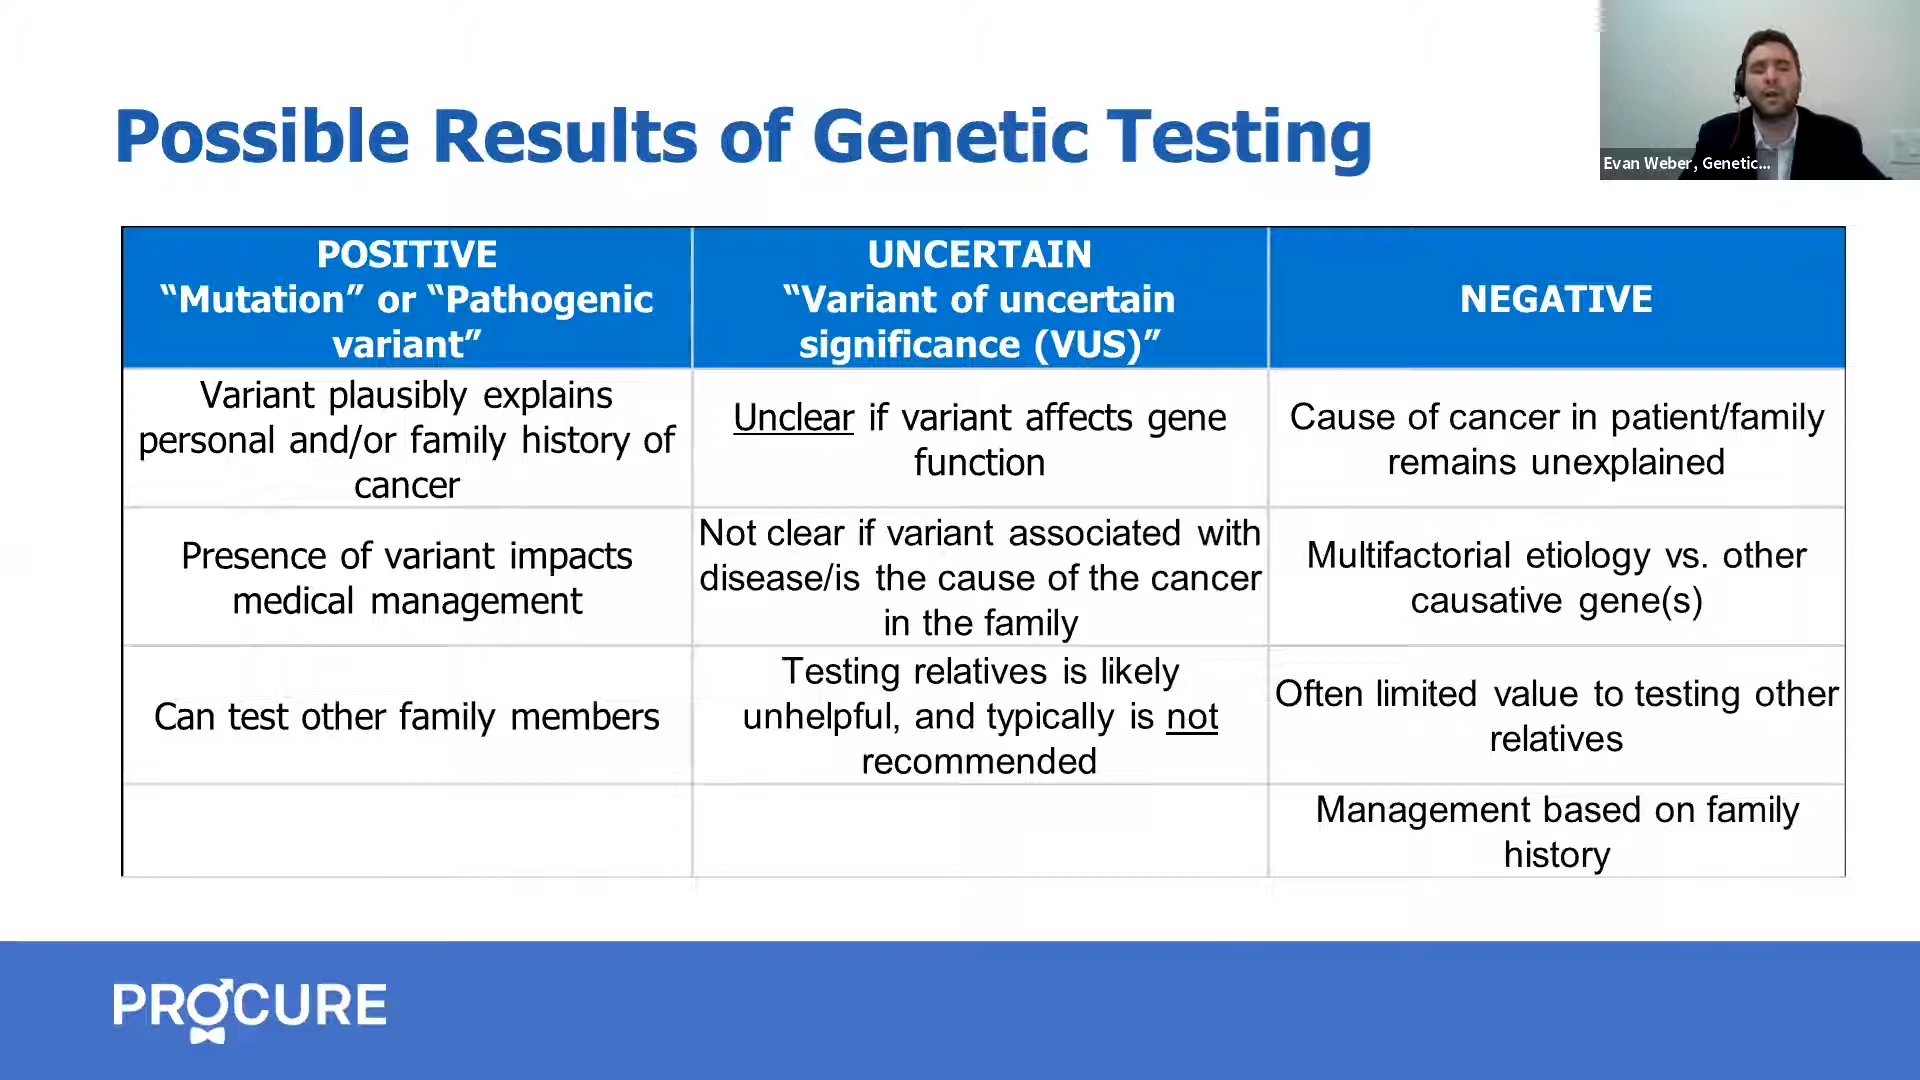 Possible Results of Genetic Testing
Evan Weber, Genetic...
POSITIVE
“Mutation” or “Pathogenic
variant”
UNCERTAIN
“Variant of uncertain
significance (VUS)”
NEGATIVE
Variant plausibly explains
personal and/or family history of
cancer
Unclear if variant affects gene
function
Cause of cancer in patient/family
remains unexplained
Presence of variant impacts
medical management
Not clear if variant associated with
disease/is the cause of the cancer
in the family
Multifactorial etiology vs. other
causative gene(s)
Can test other family members
Testing relatives is likely
unhelpful, and typically is not
recommended
Often limited value to testing other
relatives
Management based on family
history
PROCURE